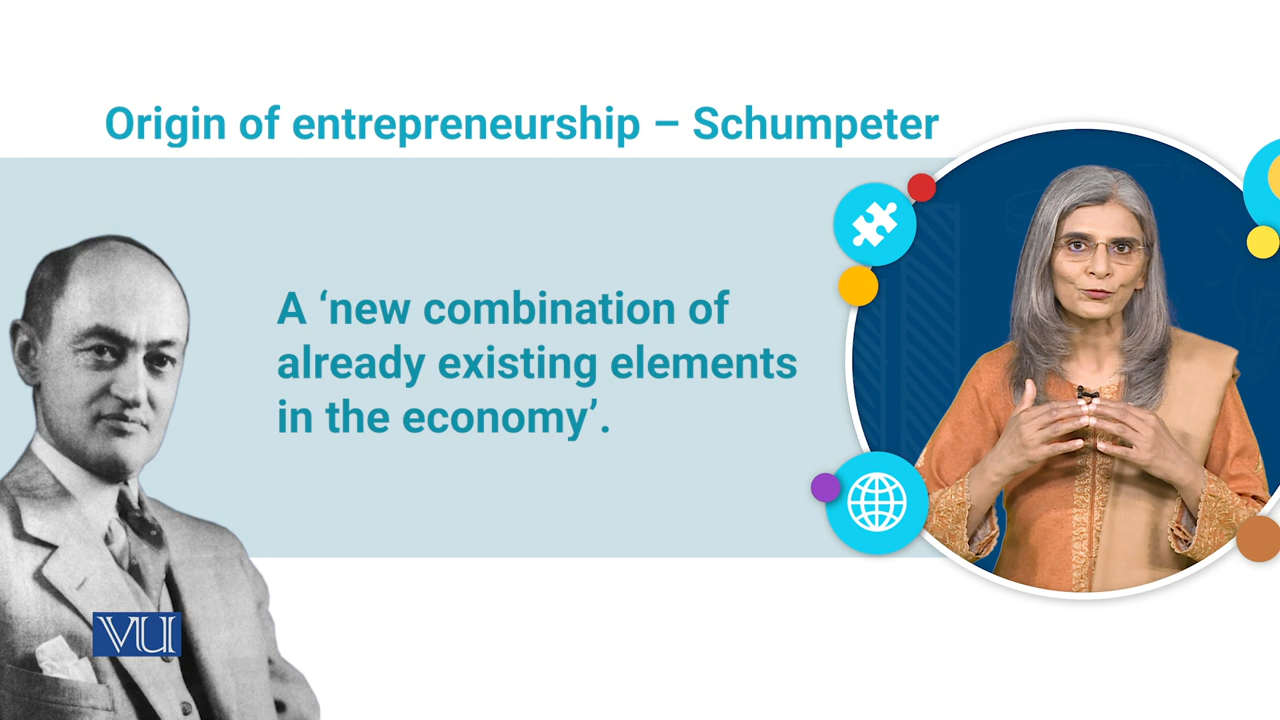 Origin of entrepreneurship – Schumpeter
A ‘new combination of
already existing elements
in the economy’.
VU